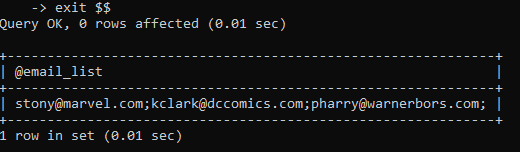 -> exit $$
Query OK, 0 rows affected (0.01 sec)
+--------------------------------------------------------------+
| @email_list                                                  |
+--------------------------------------------------------------+
| stony@marvel.com;kclark@dccomics.com;pharry@warnerbors.com; |
+--------------------------------------------------------------+
1 row in set (0.01 sec)